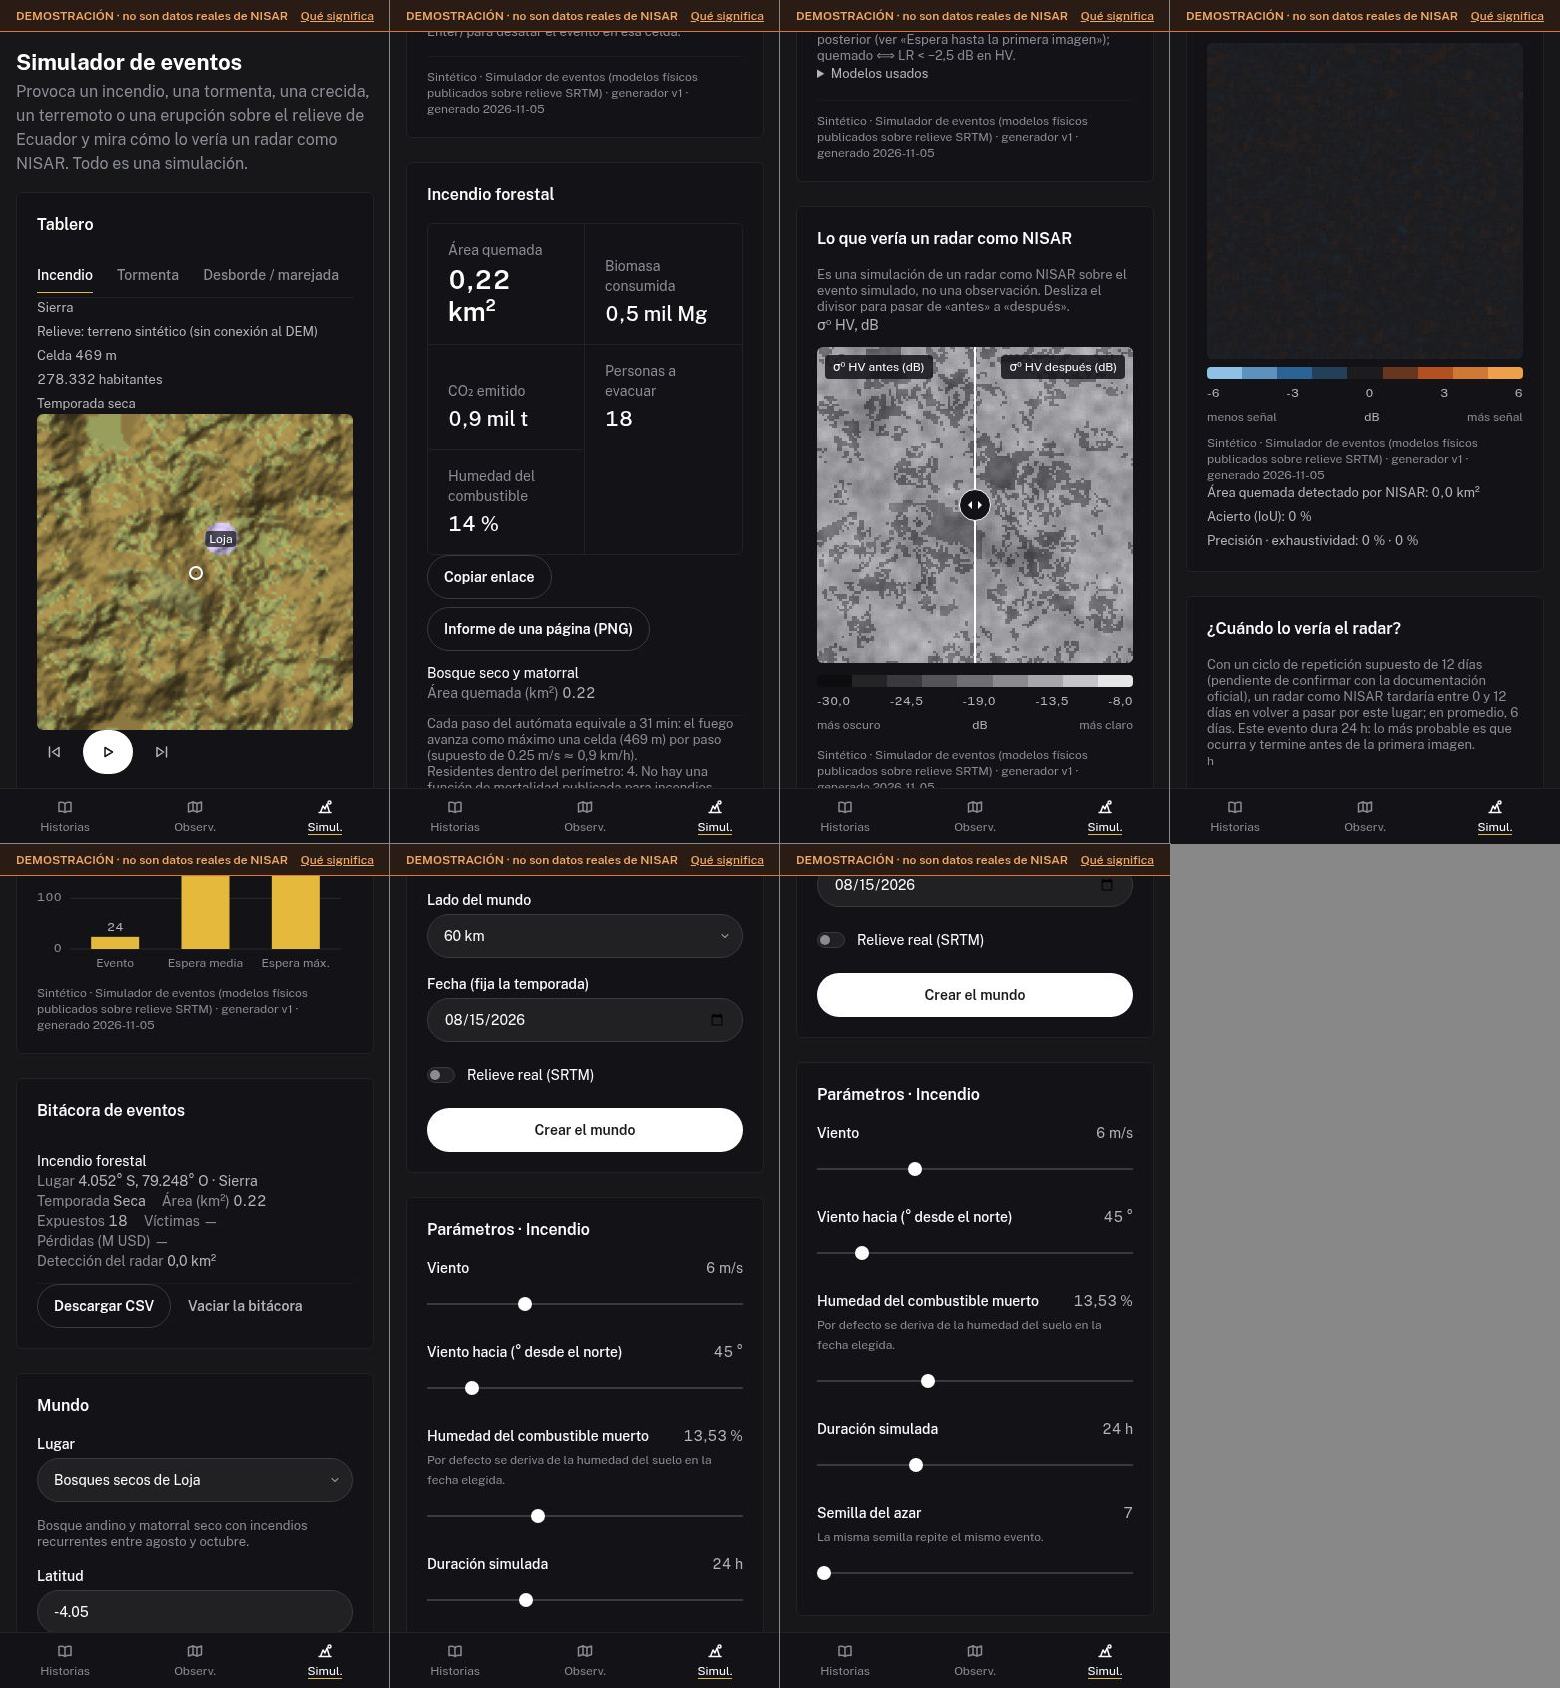 DEMOSTRACIÓN · no son datos reales de NISAR Qué significa
Simulador de eventos
Provoca un incendio, una tormenta, una crecida,
un terremoto o una erupción sobre el relieve de
Ecuador y mira cómo lo vería un radar como
NISAR. Todo es una simulación.
Tablero
Incendio Tormenta Desborde / marejada
Sierra
Relieve: terreno sintético (sin conexión al DEM)
Celda 469 m
278.332 habitantes
Temporada seca
Loja
Historias Observ. Simul.
DEMOSTRACIÓN · no son datos reales de NISAR Qué significa
Enter) para desatar el evento en esa celda.
Sintético · Simulador de eventos (modelos físicos
publicados sobre relieve SRTM) · generador v1 ·
generado 2026-11-05
Incendio forestal
Área quemada
0,22
km²
Biomasa
consumida
0,5 mil Mg
CO₂ emitido
0,9 mil t
Personas a
evacuar
18
Humedad del
combustible
14 %
Copiar enlace
Informe de una página (PNG)
Bosque seco y matorral
Área quemada (km²) 0.22
Cada paso del autómata equivale a 31 min: el fuego
avanza como máximo una celda (469 m) por paso
(supuesto de 0.25 m/s ≈ 0,9 km/h).
Residentes dentro del perímetro: 4. No hay una
función de mortalidad publicada para incendios
Historias Observ. Simul.
DEMOSTRACIÓN · no son datos reales de NISAR Qué significa
posterior (ver «Espera hasta la primera imagen»);
quemado ⟺ LR < −2,5 dB en HV.
▶ Modelos usados
Sintético · Simulador de eventos (modelos físicos
publicados sobre relieve SRTM) · generador v1 ·
generado 2026-11-05
Lo que vería un radar como NISAR
Es una simulación de un radar como NISAR sobre el
evento simulado, no una observación. Desliza el
divisor para pasar de «antes» a «después».
σ⁰ HV, dB
σ⁰ HV antes (dB) σ⁰ HV después (dB)
-30,0 -24,5 -19,0 -13,5 -8,0
más oscuro dB más claro
Sintético · Simulador de eventos (modelos físicos
publicados sobre relieve SRTM) · generador v1 ·
generado 2026-11-05
Historias Observ. Simul.
DEMOSTRACIÓN · no son datos reales de NISAR Qué significa
-6 -3 0 3 6
menos señal dB más señal
Sintético · Simulador de eventos (modelos físicos
publicados sobre relieve SRTM) · generador v1 ·
generado 2026-11-05
Área quemada detectado por NISAR: 0,0 km²
Acierto (IoU): 0 %
Precisión · exhaustividad: 0 % · 0 %
¿Cuándo lo vería el radar?
Con un ciclo de repetición supuesto de 12 días
(pendiente de confirmar con la documentación
oficial), un radar como NISAR tardaría entre 0 y 12
días en volver a pasar por este lugar; en promedio, 6
días. Este evento dura 24 h: lo más probable es que
ocurra y termine antes de la primera imagen.
h
Historias Observ. Simul.
DEMOSTRACIÓN · no son datos reales de NISAR Qué significa
100
24
0
Evento Espera media Espera máx.
Sintético · Simulador de eventos (modelos físicos
publicados sobre relieve SRTM) · generador v1 ·
generado 2026-11-05
Bitácora de eventos
Incendio forestal
Lugar 4.052° S, 79.248° O · Sierra
Temporada Seca Área (km²) 0.22
Expuestos 18 Víctimas —
Pérdidas (M USD) —
Detección del radar 0,0 km²
Descargar CSV Vaciar la bitácora
Mundo
Lugar
Bosques secos de Loja
Bosque andino y matorral seco con incendios
recurrentes entre agosto y octubre.
Latitud
-4.05
Historias Observ. Simul.
DEMOSTRACIÓN · no son datos reales de NISAR Qué significa
Lado del mundo
60 km
Fecha (fija la temporada)
08/15/2026
Relieve real (SRTM)
Crear el mundo
Parámetros · Incendio
Viento 6 m/s
Viento hacia (° desde el norte) 45 °
Humedad del combustible muerto 13,53 %
Por defecto se deriva de la humedad del suelo en la
fecha elegida.
Duración simulada 24 h
Historias Observ. Simul.
DEMOSTRACIÓN · no son datos reales de NISAR Qué significa
08/15/2026
Relieve real (SRTM)
Crear el mundo
Parámetros · Incendio
Viento 6 m/s
Viento hacia (° desde el norte) 45 °
Humedad del combustible muerto 13,53 %
Por defecto se deriva de la humedad del suelo en la
fecha elegida.
Duración simulada 24 h
Semilla del azar 7
La misma semilla repite el mismo evento.
Historias Observ. Simul.